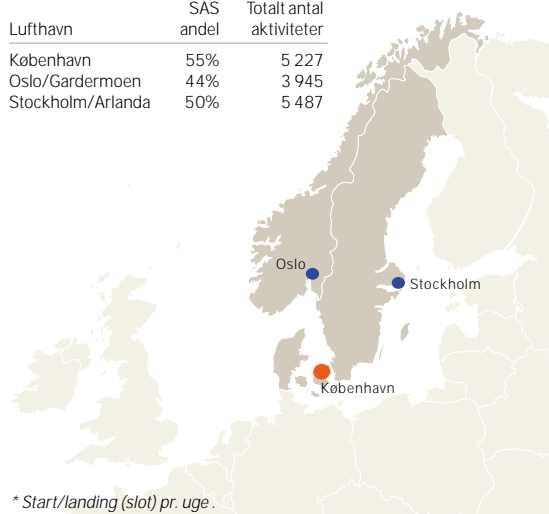 SAS Totalt antal
Lufthavn andel aktiviteter
København 55% 5 227
Oslo/Gardermoen 44% 3 945
Stockholm/Arlanda 50% 5 487
Oslo
Stockholm
København
* Start/landing (slot) pr. uge .